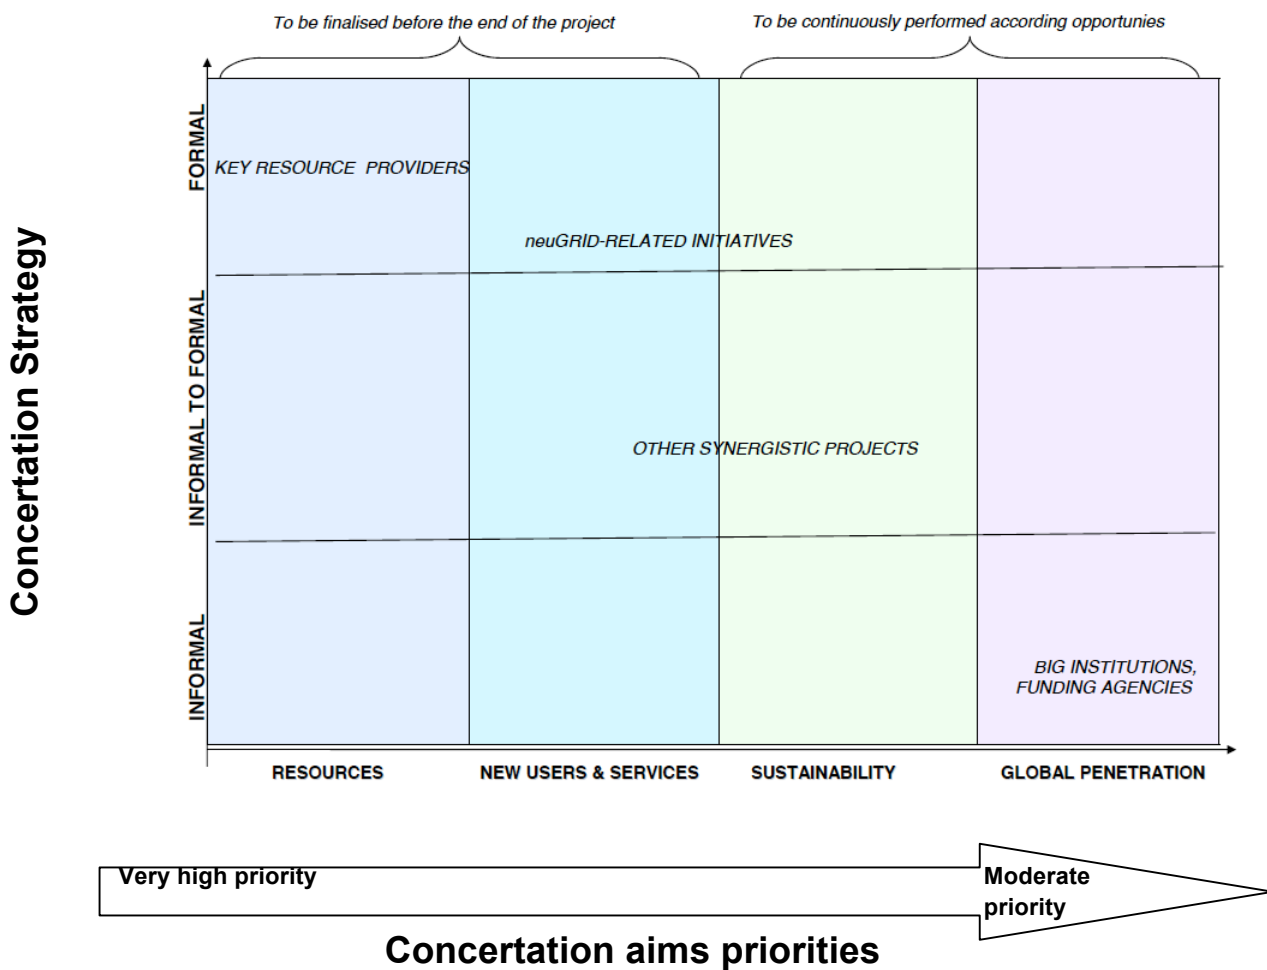 To be finalised before the end of the project
To be continuously performed according opportunies
Concertation Strategy
FORMAL
KEY RESOURCE PROVIDERS
neuGRID-RELATED INITIATIVES
INFORMAL TO FORMAL
OTHER SYNERGISTIC PROJECTS
INFORMAL
BIG INSTITUTIONS,
FUNDING AGENCIES
RESOURCES
NEW USERS & SERVICES
SUSTAINABILITY
GLOBAL PENETRATION
Very high priority
Moderate
priority
Concertation aims priorities